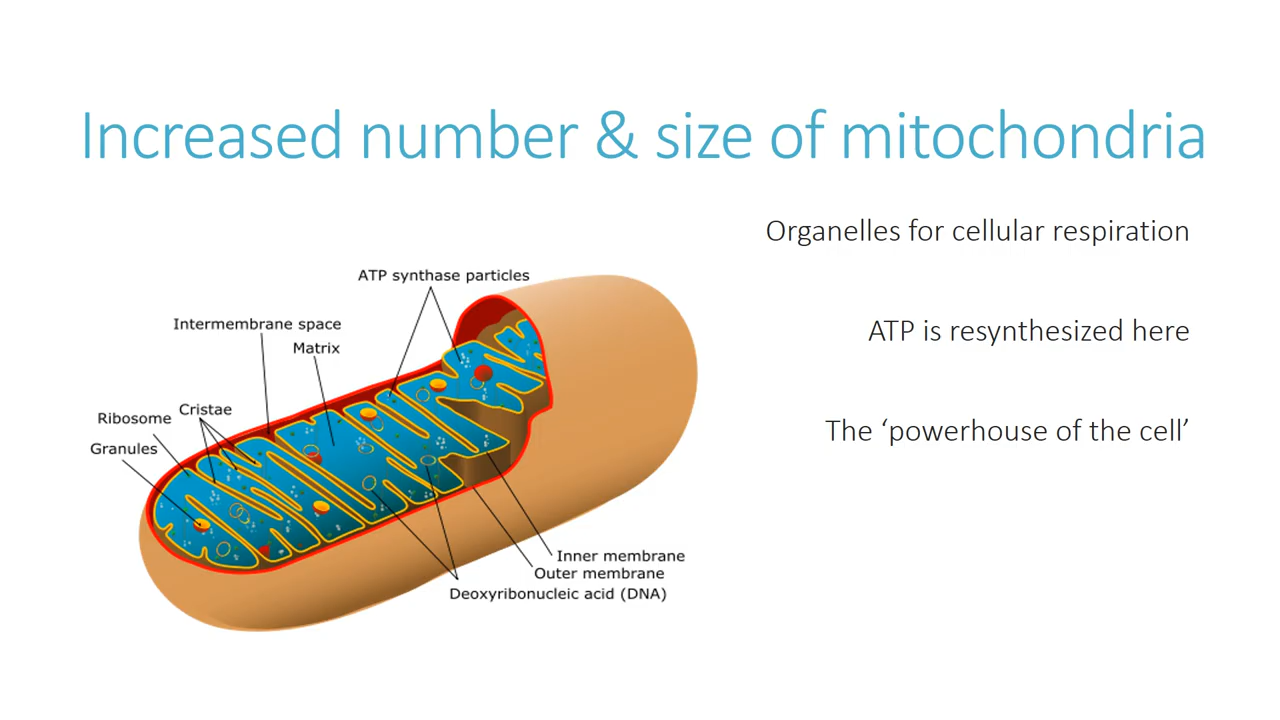 Increased number & size of mitochondria
Organelles for cellular respiration
ATP is resynthesized here
The ‘powerhouse of the cell’
ATP synthase particles
Intermembrane space
Matrix
Cristae
Ribosome
Granules
Inner membrane
Outer membrane
Deoxyribonucleic acid (DNA)